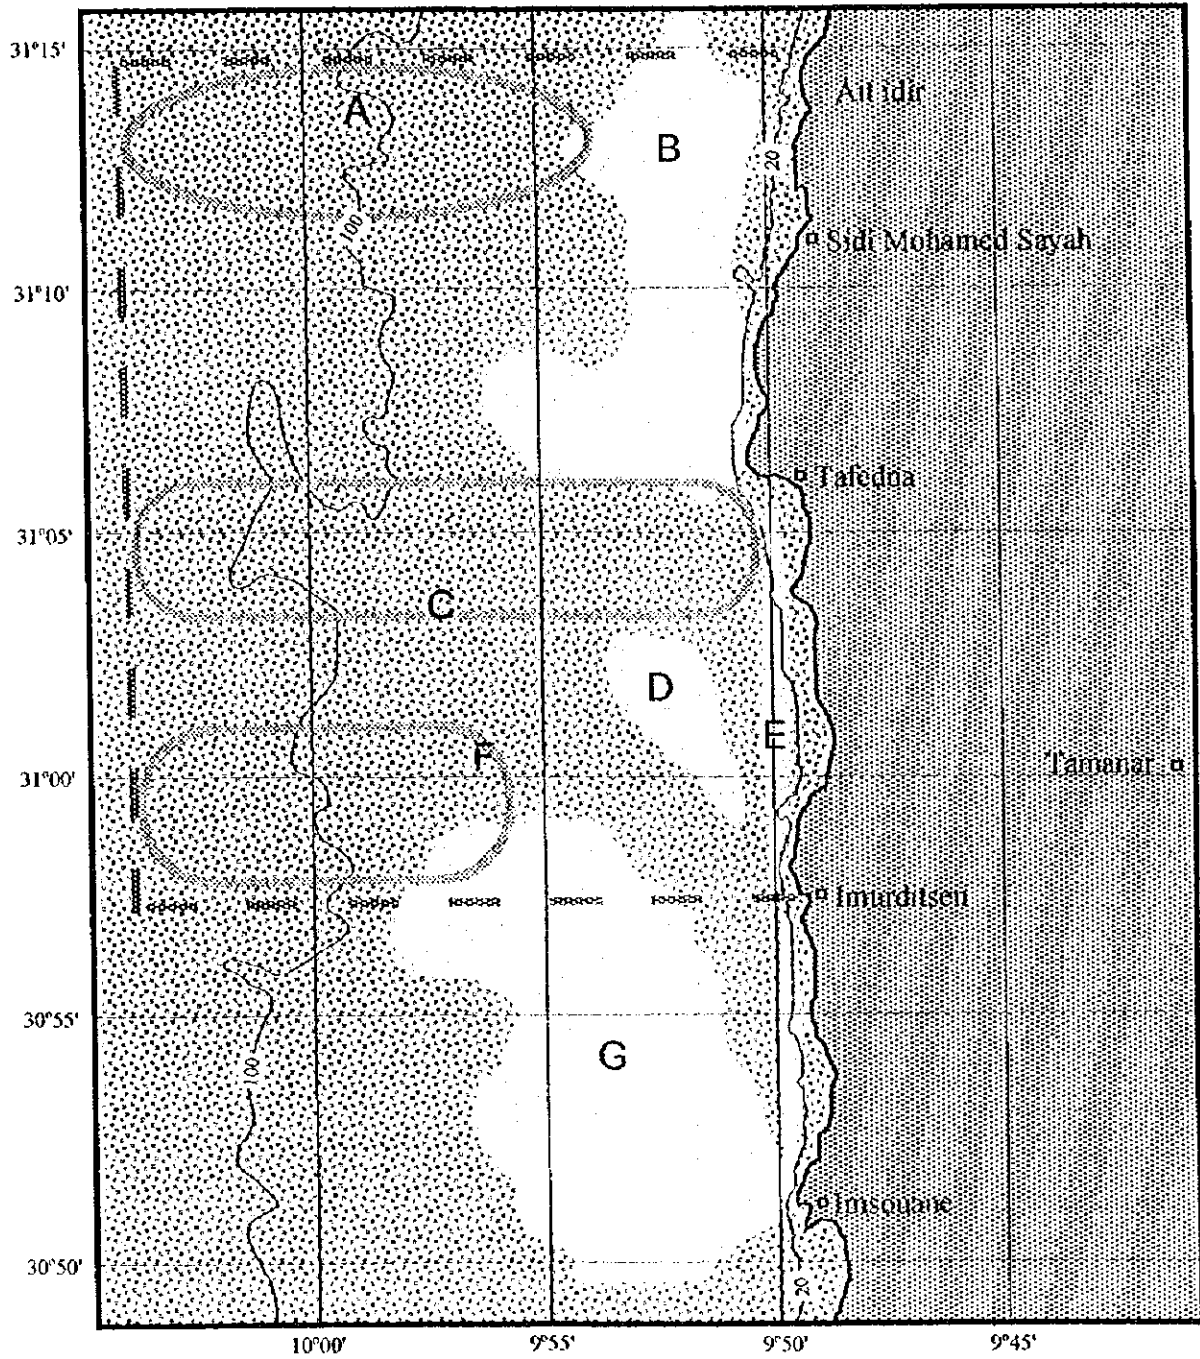 31°15'
Ait idir
A
B
20
100
Sidi Mohamed Sayah
31°10'
Tafedna
31°05'
C
D
E
F
Tamanar
31°00'
Imurditsen
30°55'
G
100
Imsouane
30°50'
20
10°00' 9°55' 9°50' 9°45'